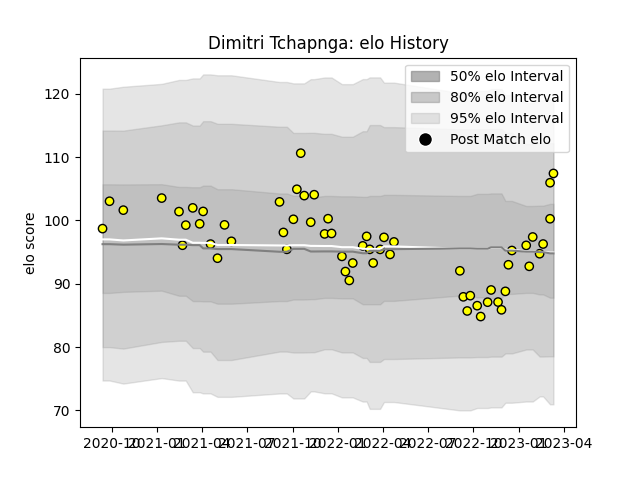 Dimitri Tchapnga: elo History
50% elo Interval
80% elo Interval
95% elo Interval
Post Match elo
elo score
120
110
100
90
80
70
2020-10 2021-01 2021-04 2021-07 2021-10 2022-01 2022-04 2022-07 2022-10 2023-01 2023-04